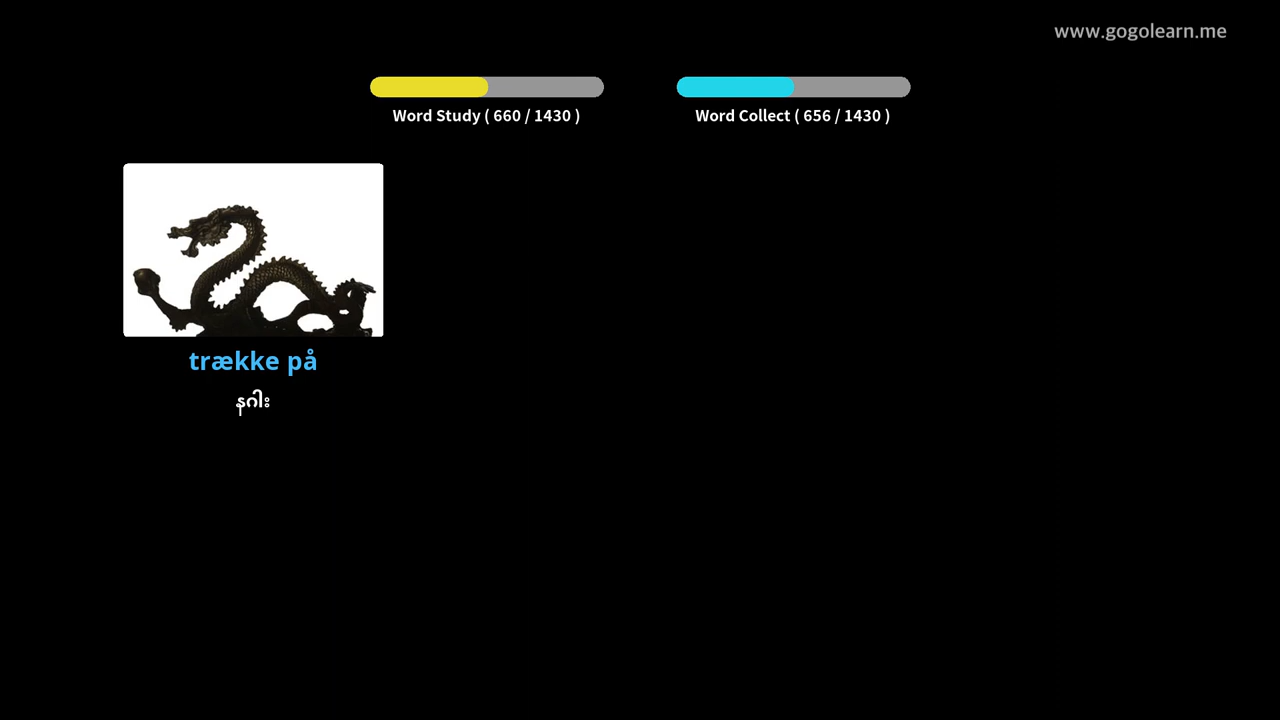 www.gogolearn.me
Word Study ( 660 / 1430 )
Word Collect ( 656 / 1430 )
trække på
နဂါး